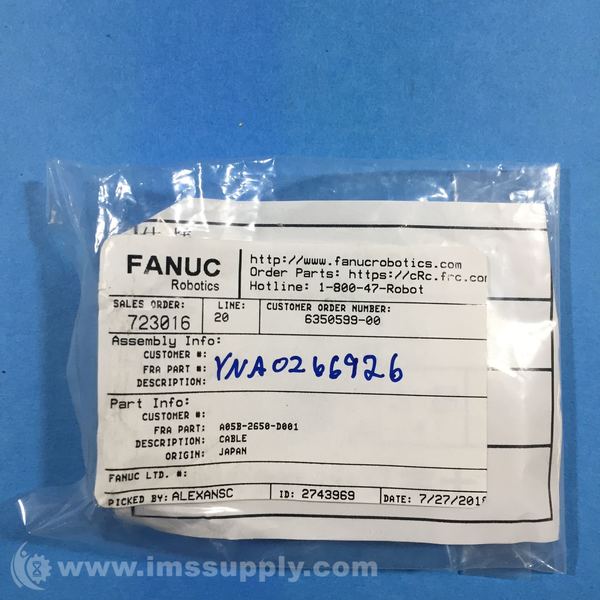 FANUC
Robotics
http://www.fanucrobotics.com
Order Parts: https://cRc.frc.com
Hotline: 1-800-47-Robot
SALES ORDER: LINE: CUSTOMER ORDER NUMBER:
723016 20 6350599-00
Assembly Info:
CUSTOMER #:
FRA PART #:
DESCRIPTION:
YNA0266926
Part Info:
CUSTOMER #:
FRA PART: A05B-2650-D001
DESCRIPTION: CABLE
ORIGIN: JAPAN
FANUC LTD. #:
PICKED BY: ALEXANSC ID: 2743969 DATE: 7/27/201
www.imssupply.com